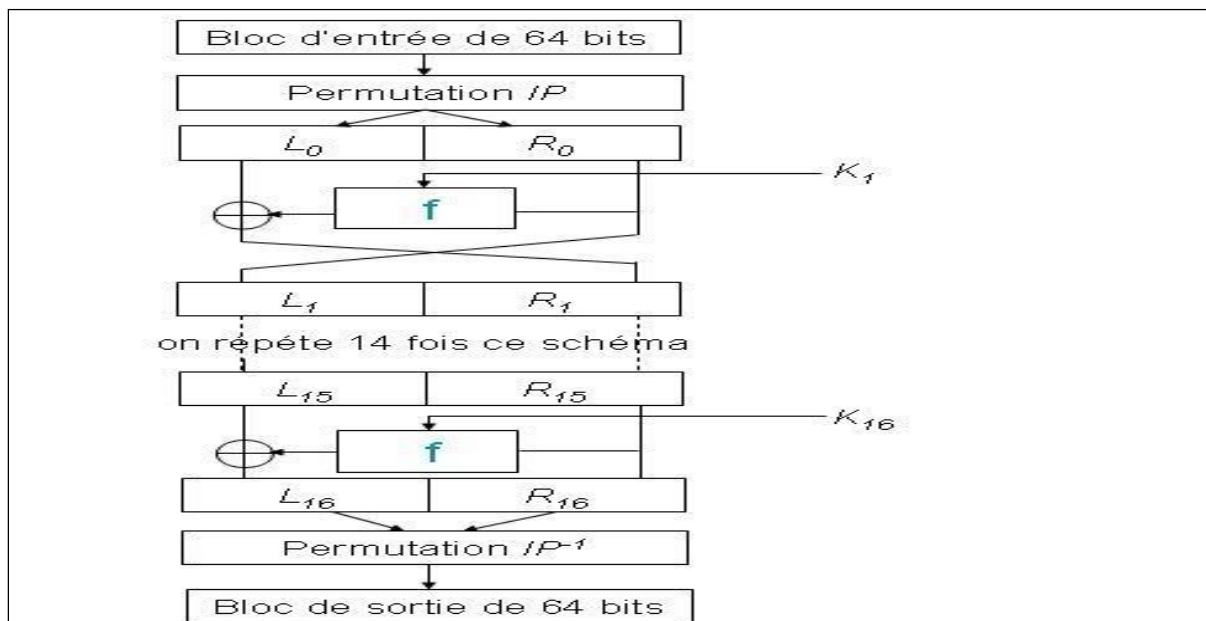 Bloc d'entrée de 64 bits
Permutation IP
L0 R0
K1
f
L1 R1
on répéte 14 fois ce schéma
L15 R15
K16
f
L16 R16
Permutation IP-1
Bloc de sortie de 64 bits